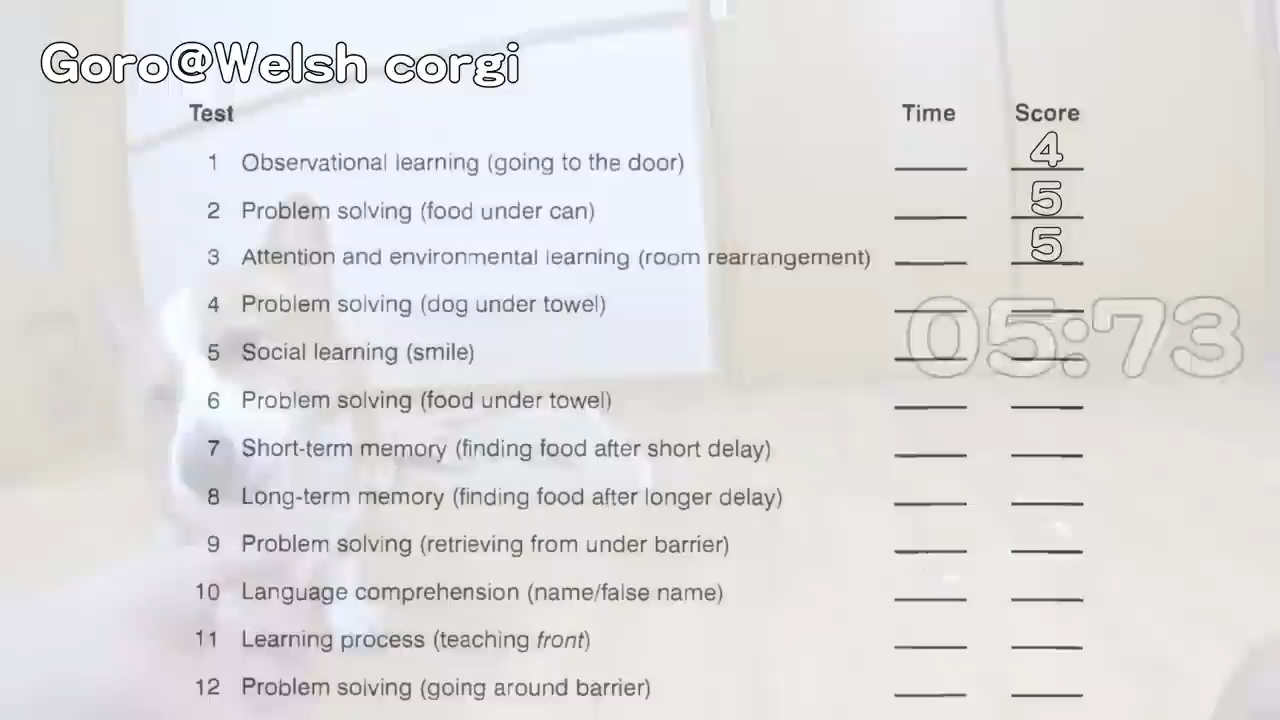 Goro@Welsh corgi
Test Time Score
1 Observational learning (going to the door) 4
2 Problem solving (food under can) 5
3 Attention and environmental learning (room rearrangement) 5
4 Problem solving (dog under towel)
05:73
5 Social learning (smile)
6 Problem solving (food under towel)
7 Short-term memory (finding food after short delay)
8 Long-term memory (finding food after longer delay)
9 Problem solving (retrieving from under barrier)
10 Language comprehension (name/false name)
11 Learning process (teaching front)
12 Problem solving (going around barrier)